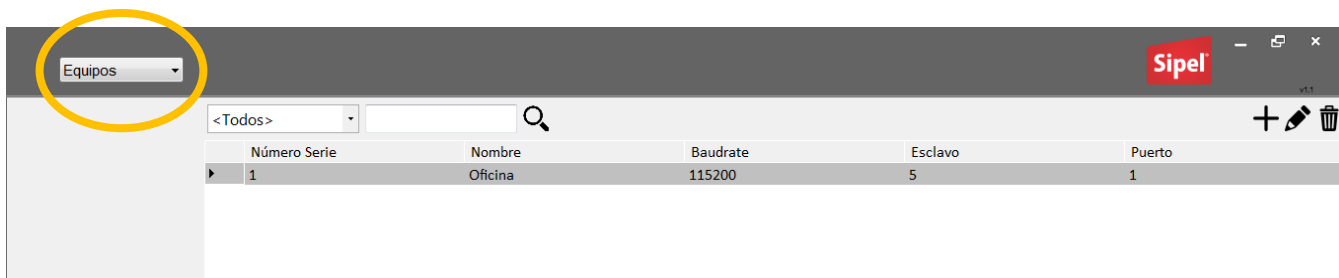 Equipos
Sipel
v1.1
<Todos>
Número Serie Nombre Baudrate Esclavo Puerto
1 Oficina 115200 5 1